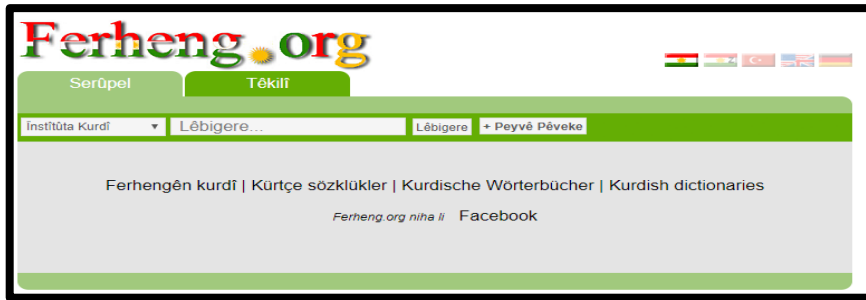 Ferheng.org
Serûpel Têkilî
Înstîtûta Kurdî Lêbigere... Lêbigere + Peyvê Pêveke
Ferhengên kurdî | Kürtçe sözklükler | Kurdische Wörterbücher | Kurdish dictionaries
Ferheng.org niha li Facebook